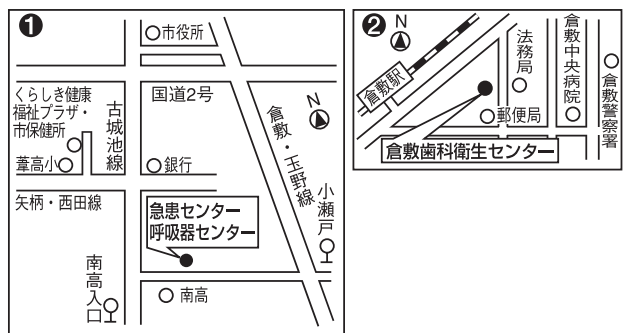 ❶
市役所
国道2号
くらしき健康
福祉プラザ・
市保健所
古城池線
葦高小
銀行
倉敷・玉野線
N
矢柄・西田線
急患センター
呼吸器センター
小瀬戸
南高入口
南高
❷
N
倉敷駅
法務局
倉敷中央病院
倉敷警察署
郵便局
倉敷歯科衛生センター